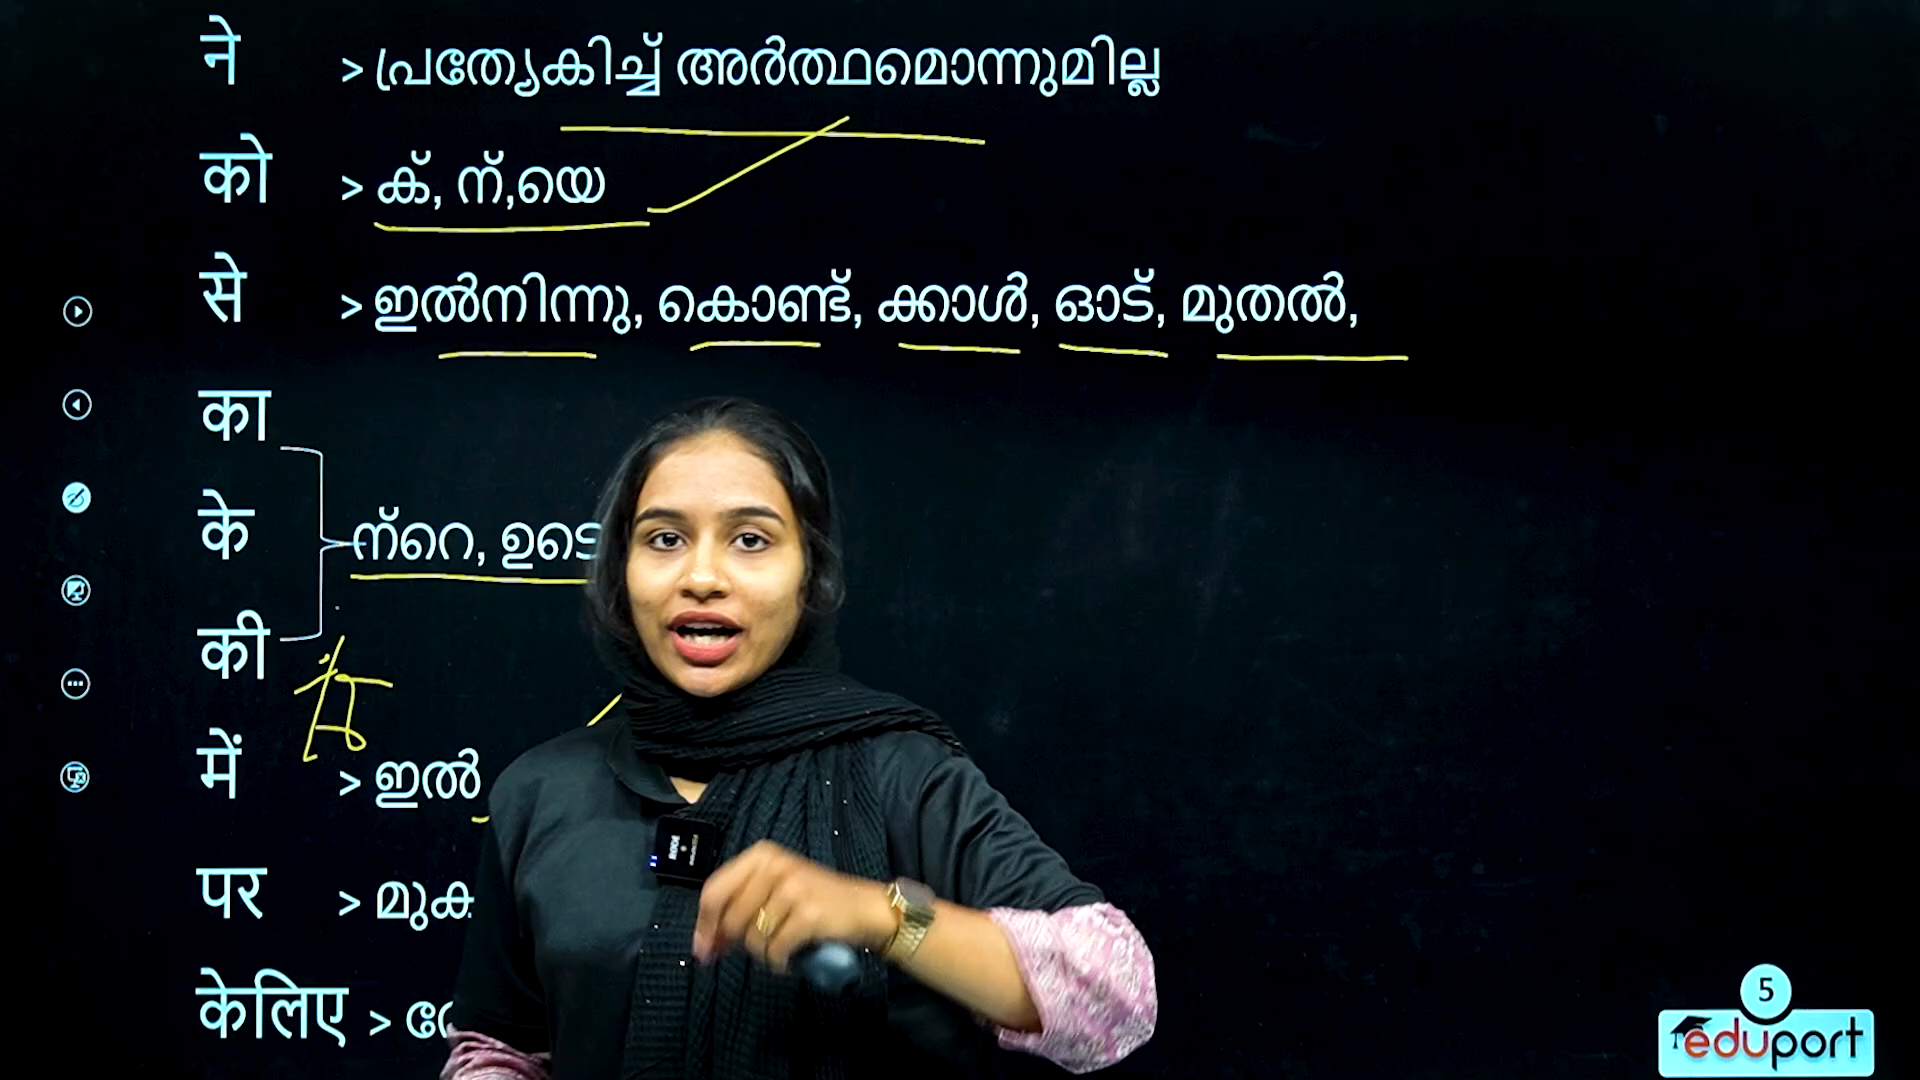 ने > പ്രത്യേകിച്ച് അർത്ഥമൊന്നുമില്ല
को > ക്, ന്,യെ
से > ഇൽനിന്നു, കൊണ്ട്, ക്കാൾ, ഓട്, മുതൽ,
का
के ന്റെ, ഉടെ
की
में > ഇൽ
पर >
केलिए >
5
eduport